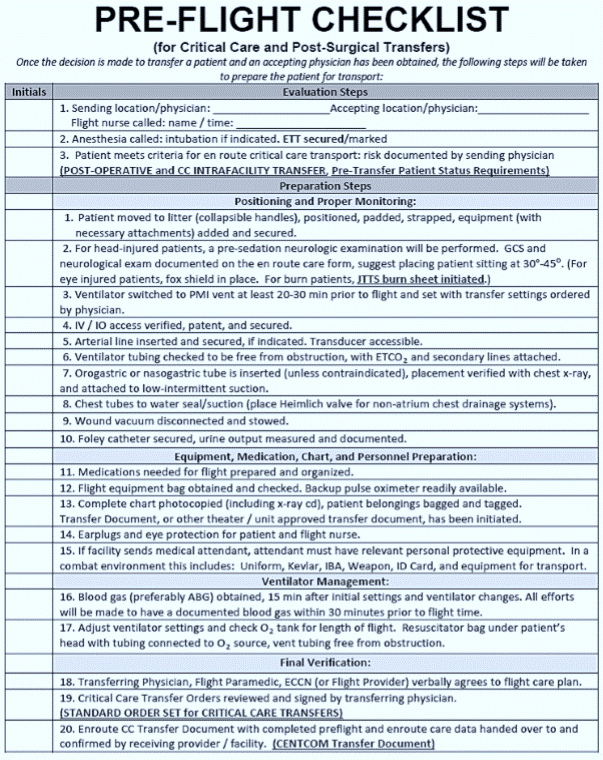 PRE-FLIGHT CHECKLIST
(for Critical Care and Post-Surgical Transfers)
Once the decision is made to transfer a patient and an accepting physician has been obtained, the following steps will be taken
to prepare the patient for transport:
Initials Evaluation Steps
1. Sending location/physician: ____________________Accepting location/physician:____________________
Flight nurse called: name / time: ____________________
2. Anesthesia called: intubation if indicated. ETT secured/marked
3. Patient meets criteria for en route critical care transport: risk documented by sending physician
(POST-OPERATIVE and CC INTRAFACILITY TRANSFER, Pre-Transfer Patient Status Requirements)
Preparation Steps
Positioning and Proper Monitoring:
1. Patient moved to litter (collapsible handles), positioned, padded, strapped, equipment (with
necessary attachments) added and secured.
2. For head-injured patients, a pre-sedation neurologic examination will be performed. GCS and
neurological exam documented on the en route care form, suggest placing patient sitting at 30°-45°. (For
eye injured patients, fox shield in place. For burn patients, JTTS burn sheet initiated.)
3. Ventilator switched to PMI vent at least 20-30 min prior to flight and set with transfer settings ordered
by physician.
4. IV / IO access verified, patent, and secured.
5. Arterial line inserted and secured, if indicated. Transducer accessible.
6. Ventilator tubing checked to be free from obstruction, with ETCO₂ and secondary lines attached.
7. Orogastric or nasogastric tube is inserted (unless contraindicated), placement verified with chest x-ray,
and attached to low-intermittent suction.
8. Chest tubes to water seal/suction (place Heimlich valve for non-atrium chest drainage systems).
9. Wound vacuum disconnected and stowed.
10. Foley catheter secured, urine output measured and documented.
Equipment, Medication, Chart, and Personnel Preparation:
11. Medications needed for flight prepared and organized.
12. Flight equipment bag obtained and checked. Backup pulse oximeter readily available.
13. Complete chart photocopied (including x-ray cd), patient belongings bagged and tagged.
Transfer Document, or other theater / unit approved transfer document, has been initiated.
14. Earplugs and eye protection for patient and flight nurse.
15. If facility sends medical attendant, attendant must have relevant personal protective equipment. In a
combat environment this includes: Uniform, Kevlar, IBA, Weapon, ID Card, and equipment for transport.
Ventilator Management:
16. Blood gas (preferably ABG) obtained, 15 min after initial settings and ventilator changes. All efforts
will be made to have a documented blood gas within 30 minutes prior to flight time.
17. Adjust ventilator settings and check O₂ tank for length of flight. Resuscitator bag under patient's
head with tubing connected to O₂ source, vent tubing free from obstruction.
Final Verification:
18. Transferring Physician, Flight Paramedic, ECCN (or Flight Provider) verbally agrees to flight care plan.
19. Critical Care Transfer Orders reviewed and signed by transferring physician.
(STANDARD ORDER SET for CRITICAL CARE TRANSFERS)
20. Enroute CC Transfer Document with completed preflight and enroute care data handed over to and
confirmed by receiving provider / facility. (CENTCOM Transfer Document)